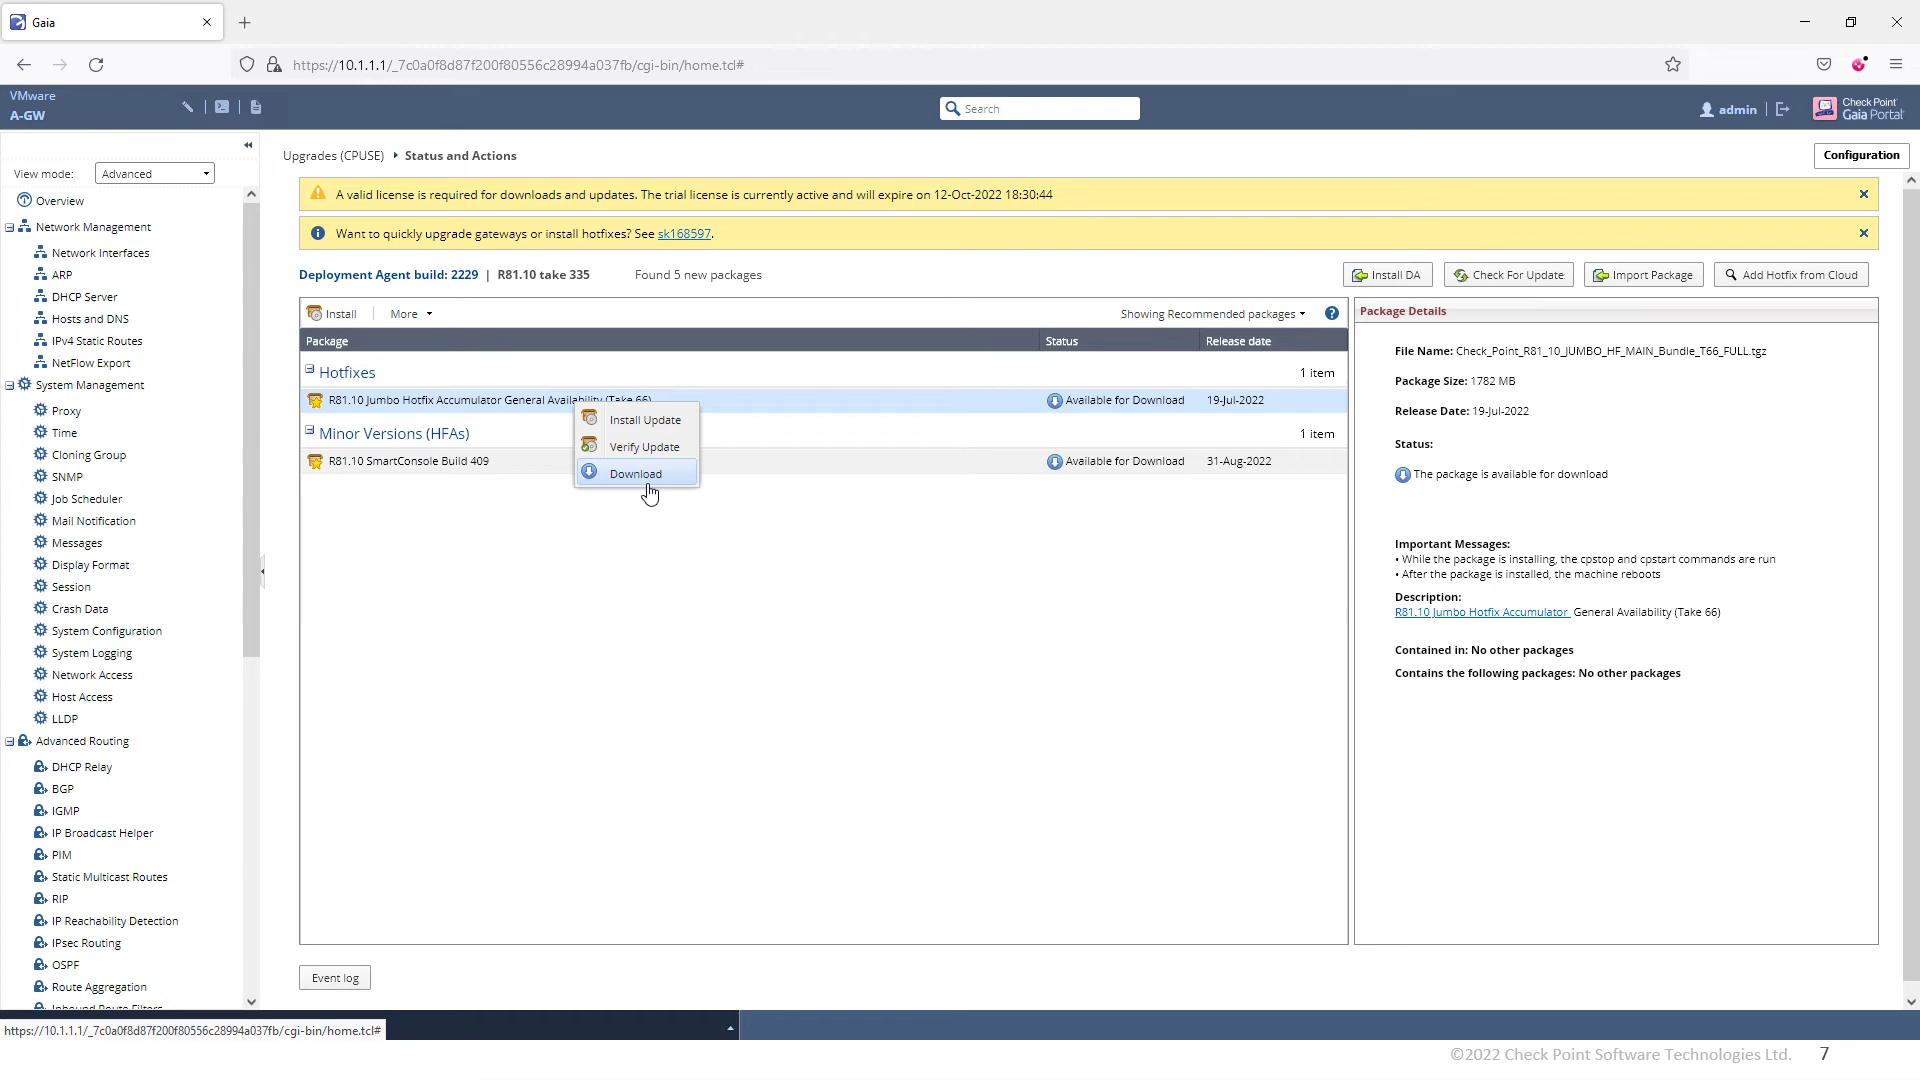 Gaia
https://10.1.1.1/_7c0a0f8d87f200f80556c28994a037fb/cgi-bin/home.tcl#
VMware
A-GW
Search
admin
Check Point
Gaia Portal
View mode:
Advanced
Overview
Network Management
Network Interfaces
ARP
DHCP Server
Hosts and DNS
IPv4 Static Routes
NetFlow Export
System Management
Proxy
Time
Cloning Group
SNMP
Job Scheduler
Mail Notification
Messages
Display Format
Session
Crash Data
System Configuration
System Logging
Network Access
Host Access
LLDP
Advanced Routing
DHCP Relay
BGP
IGMP
IP Broadcast Helper
PIM
Static Multicast Routes
RIP
IP Reachability Detection
IPsec Routing
OSPF
Route Aggregation
Inbound Route Filters
Upgrades (CPUSE) Status and Actions
Configuration
A valid license is required for downloads and updates. The trial license is currently active and will expire on 12-Oct-2022 18:30:44
Want to quickly upgrade gateways or install hotfixes? See sk168597.
Deployment Agent build: 2229 | R81.10 take 335 Found 5 new packages
Install DA
Check For Update
Import Package
Add Hotfix from Cloud
Install
More
Showing Recommended packages
Package Status Release date
Hotfixes 1 item
R81.10 Jumbo Hotfix Accumulator General Availability (Take 66) Available for Download 19-Jul-2022
Minor Versions (HFAs) 1 item
R81.10 SmartConsole Build 409 Available for Download 31-Aug-2022
Install Update
Verify Update
Download
Package Details
File Name: Check_Point_R81_10_JUMBO_HF_MAIN_Bundle_T66_FULL.tgz
Package Size: 1782 MB
Release Date: 19-Jul-2022
Status:
The package is available for download
Important Messages:
• While the package is installing, the cpstop and cpstart commands are run
• After the package is installed, the machine reboots
Description:
R81.10 Jumbo Hotfix Accumulator General Availability (Take 66)
Contained in: No other packages
Contains the following packages: No other packages
Event log
https://10.1.1.1/_7c0a0f8d87f200f80556c28994a037fb/cgi-bin/home.tcl#
©2022 Check Point Software Technologies Ltd. 7